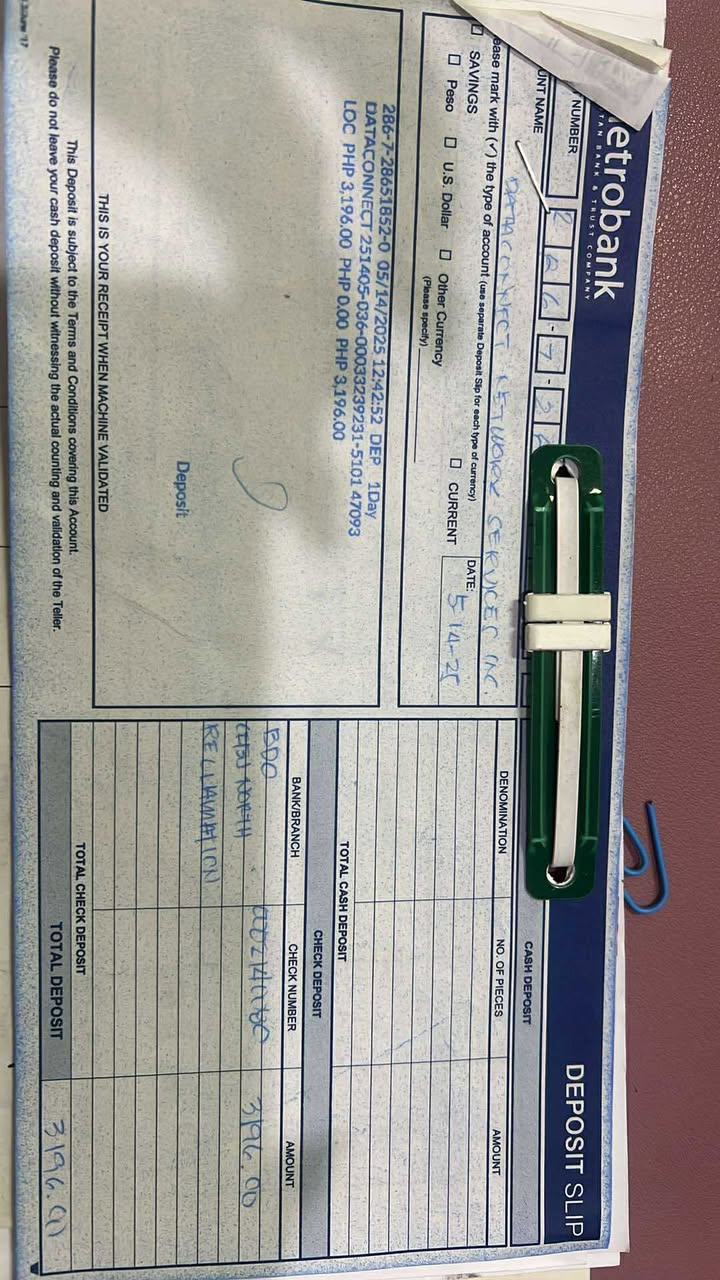 etrobank
TAN BANK & TRUST COMPANY
DEPOSIT SLIP
T NUMBER
2 - 7 - 2
UNT NAME
DATACONNECT NETWORK SERVICES INC.
ease mark with (✓) the type of account (use separate Deposit Slip for each type of currency)
SAVINGS
Peso U.S. Dollar Other Currency
(Please specify)
CURRENT
DATE:
5-14-25
286-7-28651852-0 05/14/2025 12:42:52 DEP 1Day
DATACONNECT 251405-036-00033239231-5101 47093
LOC PHP 3,196.00 PHP 0.00 PHP 3,196.00
Deposit
THIS IS YOUR RECEIPT WHEN MACHINE VALIDATED
This Deposit is subject to the Terms and Conditions covering this Account.
Please do not leave your cash deposit without witnessing the actual counting and validation of the Teller.
June '17
CASH DEPOSIT
DENOMINATION NO. OF PIECES AMOUNT
TOTAL CASH DEPOSIT
CHECK DEPOSIT
BANK/BRANCH CHECK NUMBER AMOUNT
BDO 3196.00
NORTH
RECLAMATION
TOTAL CHECK DEPOSIT
TOTAL DEPOSIT 3196.00